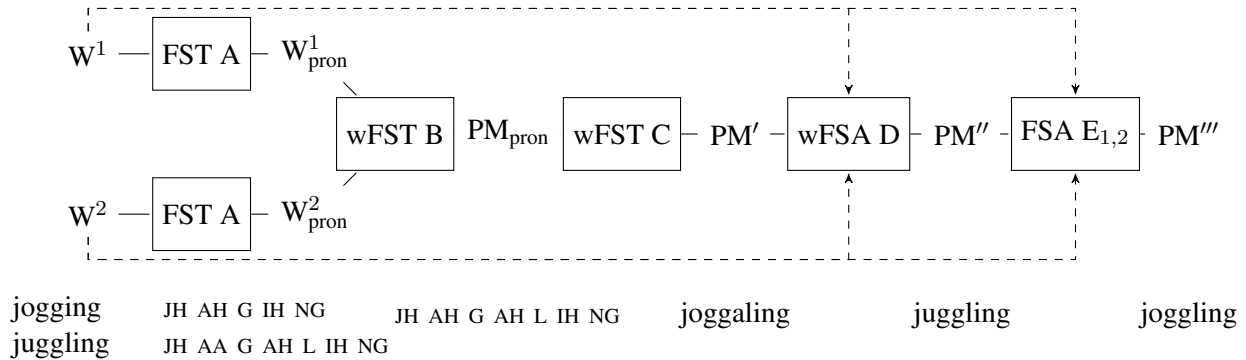 W¹ FST A W¹pron
wFST B PMpron wFST C PM′ wFSA D PM″ FSA E1,2 PM‴
W² FST A W²pron
jogging JH AH G IH NG JH AH G AH L IH NG joggaling juggling joggling
juggling JH AA G AH L IH NG